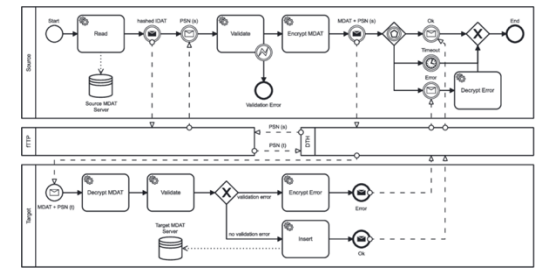 Start
Read
hashed IDAT
PSN (s)
Validate
Encrypt MDAT
MDAT + PSN (s)
Ok
End
Timeout
Error
Decrypt Error
Source MDAT
Server
Validation Error
Source
fTTP
PSN (s)
PSN (t)
DTH
Target
MDAT + PSN (t)
Decrypt MDAT
Validate
validation error
Encrypt Error
Error
no validation error
Insert
Ok
Target MDAT
Server